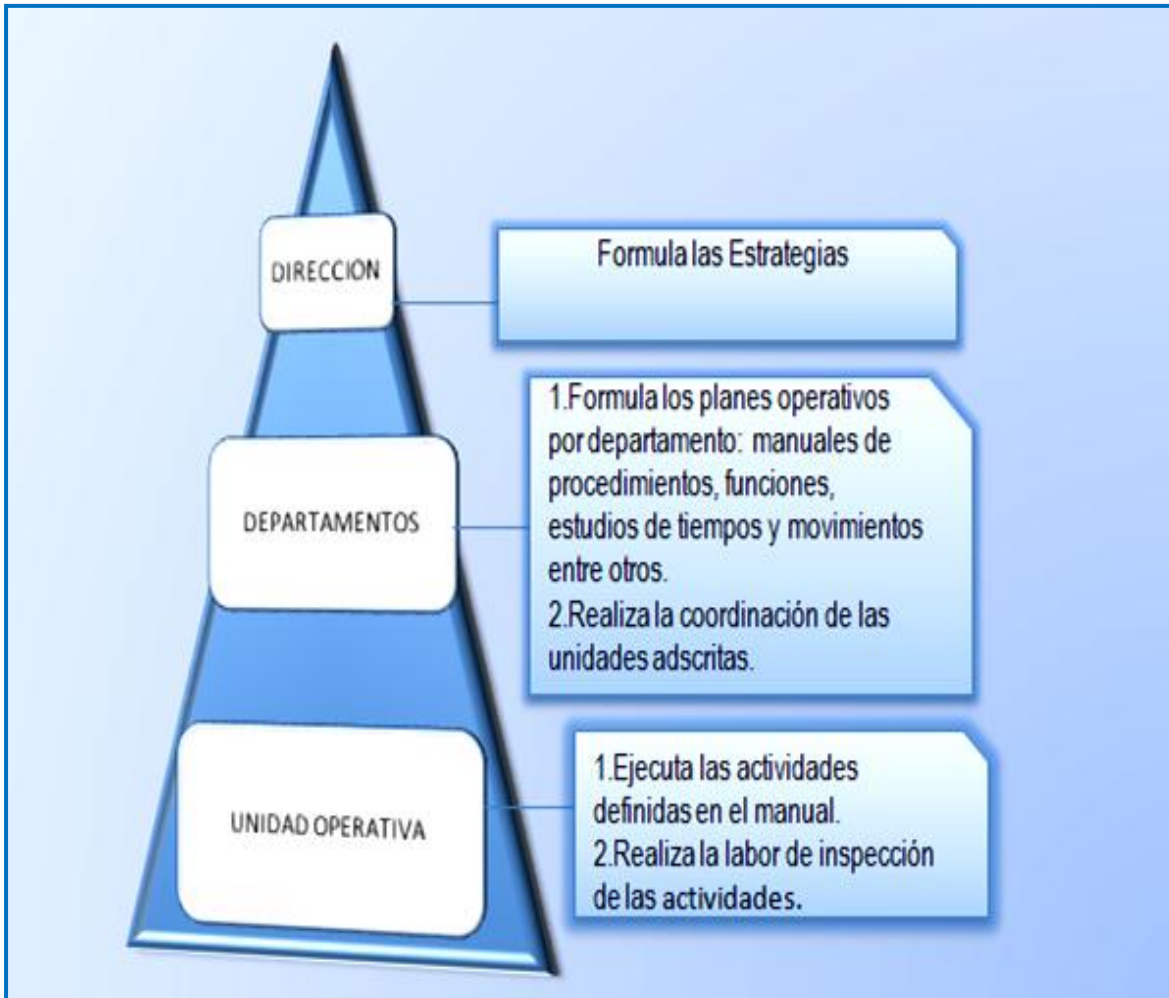 DIRECCION
Formula las Estrategias
DEPARTAMENTOS
1.Formula los planes operativos
por departamento: manuales de
procedimientos, funciones,
estudios de tiempos y movimientos
entre otros.
2.Realiza la coordinación de las
unidades adscritas.
UNIDAD OPERATIVA
1.Ejecuta las actividades
definidas en el manual.
2.Realiza la labor de inspección
de las actividades.